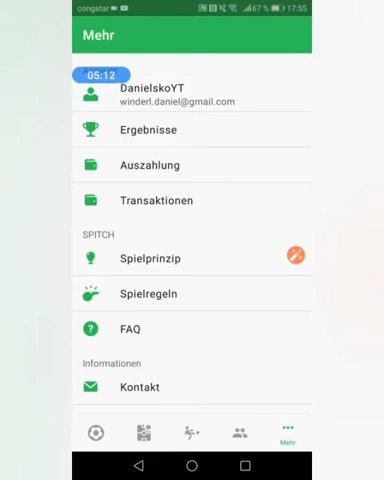 congstar 67 % 17:55
Mehr
05:12
DanielskoYT
winderl.daniel@gmail.com
Ergebnisse
Auszahlung
Transaktionen
SPITCH
Spielprinzip
Spielregeln
FAQ
Informationen
Kontakt
Mehr